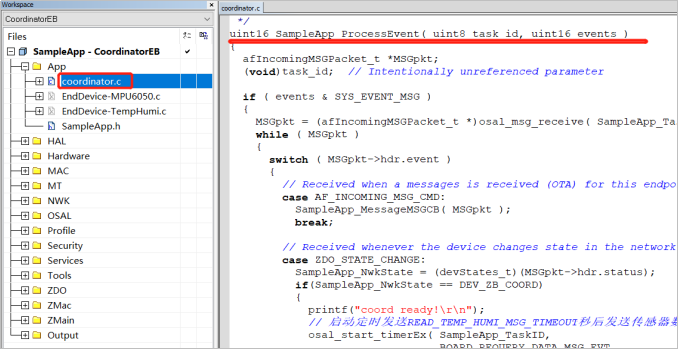 Workspace
CoordinatorEB
Files
SampleApp - CoordinatorEB
App
coordinator.c
EndDevice-MPU6050.c
EndDevice-TempHumi.c
SampleApp.h
HAL
Hardware
MAC
MT
NWK
OSAL
Profile
Security
Services
Tools
ZDO
ZMac
ZMain
Output
coordinator.c
*/
uint16 SampleApp_ProcessEvent( uint8 task_id, uint16 events )
{
afIncomingMSGPacket_t *MSGpkt;
(void)task_id;  // Intentionally unreferenced parameter
if ( events & SYS_EVENT_MSG )
{
MSGpkt = (afIncomingMSGPacket_t *)osal_msg_receive( SampleApp_Tas
while ( MSGpkt )
{
switch ( MSGpkt->hdr.event )
{
// Received when a messages is received (OTA) for this endpo
case AF_INCOMING_MSG_CMD:
SampleApp_MessageMSGCB( MSGpkt );
break;
// Received whenever the device changes state in the network
case ZDO_STATE_CHANGE:
SampleApp_NwkState = (devStates_t)(MSGpkt->hdr.status);
if(SampleApp_NwkState == DEV_ZB_COORD)
{
printf("coord ready!\r\n");
// 启动定时发送READ_TEMP_HUMI_MSG_TIMEOUT秒后发送传感器数
osal_start_timerEx( SampleApp_TaskID,